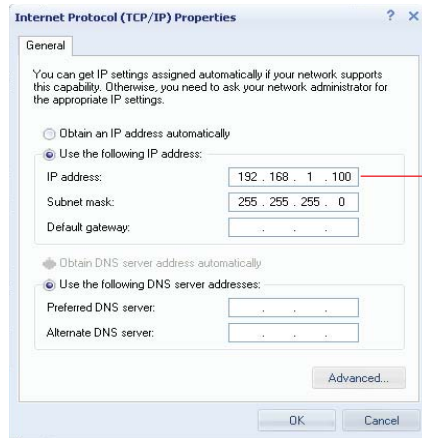 Internet Protocol (TCP/IP) Properties
General
You can get IP settings assigned automatically if your network supports
this capability. Otherwise, you need to ask your network administrator for
the appropriate IP settings.
Obtain an IP address automatically
Use the following IP address:
IP address: 192 . 168 . 1 . 100
Subnet mask: 255 . 255 . 255 . 0
Default gateway: . . .
Obtain DNS server address automatically
Use the following DNS server addresses:
Preferred DNS server: . . .
Alternate DNS server: . . .
Advanced...
OK Cancel